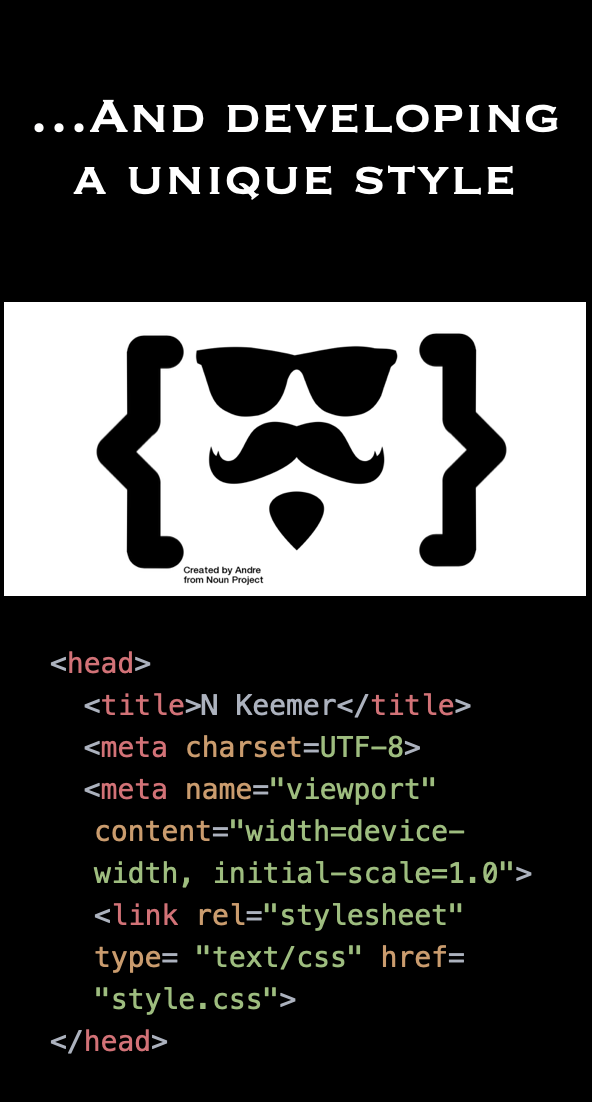 ...And developing
a unique style
Created by Andre
from Noun Project
<head>
<title>N Keemer</title>
<meta charset=UTF-8>
<meta name="viewport"
content="width=device-
width, initial-scale=1.0">
<link rel="stylesheet"
type= "text/css" href=
"style.css">
</head>